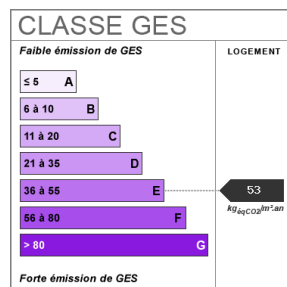 CLASSE GES
Faible émission de GES
LOGEMENT
≤ 5 A
6 à 10 B
11 à 20 C
21 à 35 D
36 à 55 E
53
kgéqCO2/m².an
56 à 80 F
> 80 G
Forte émission de GES